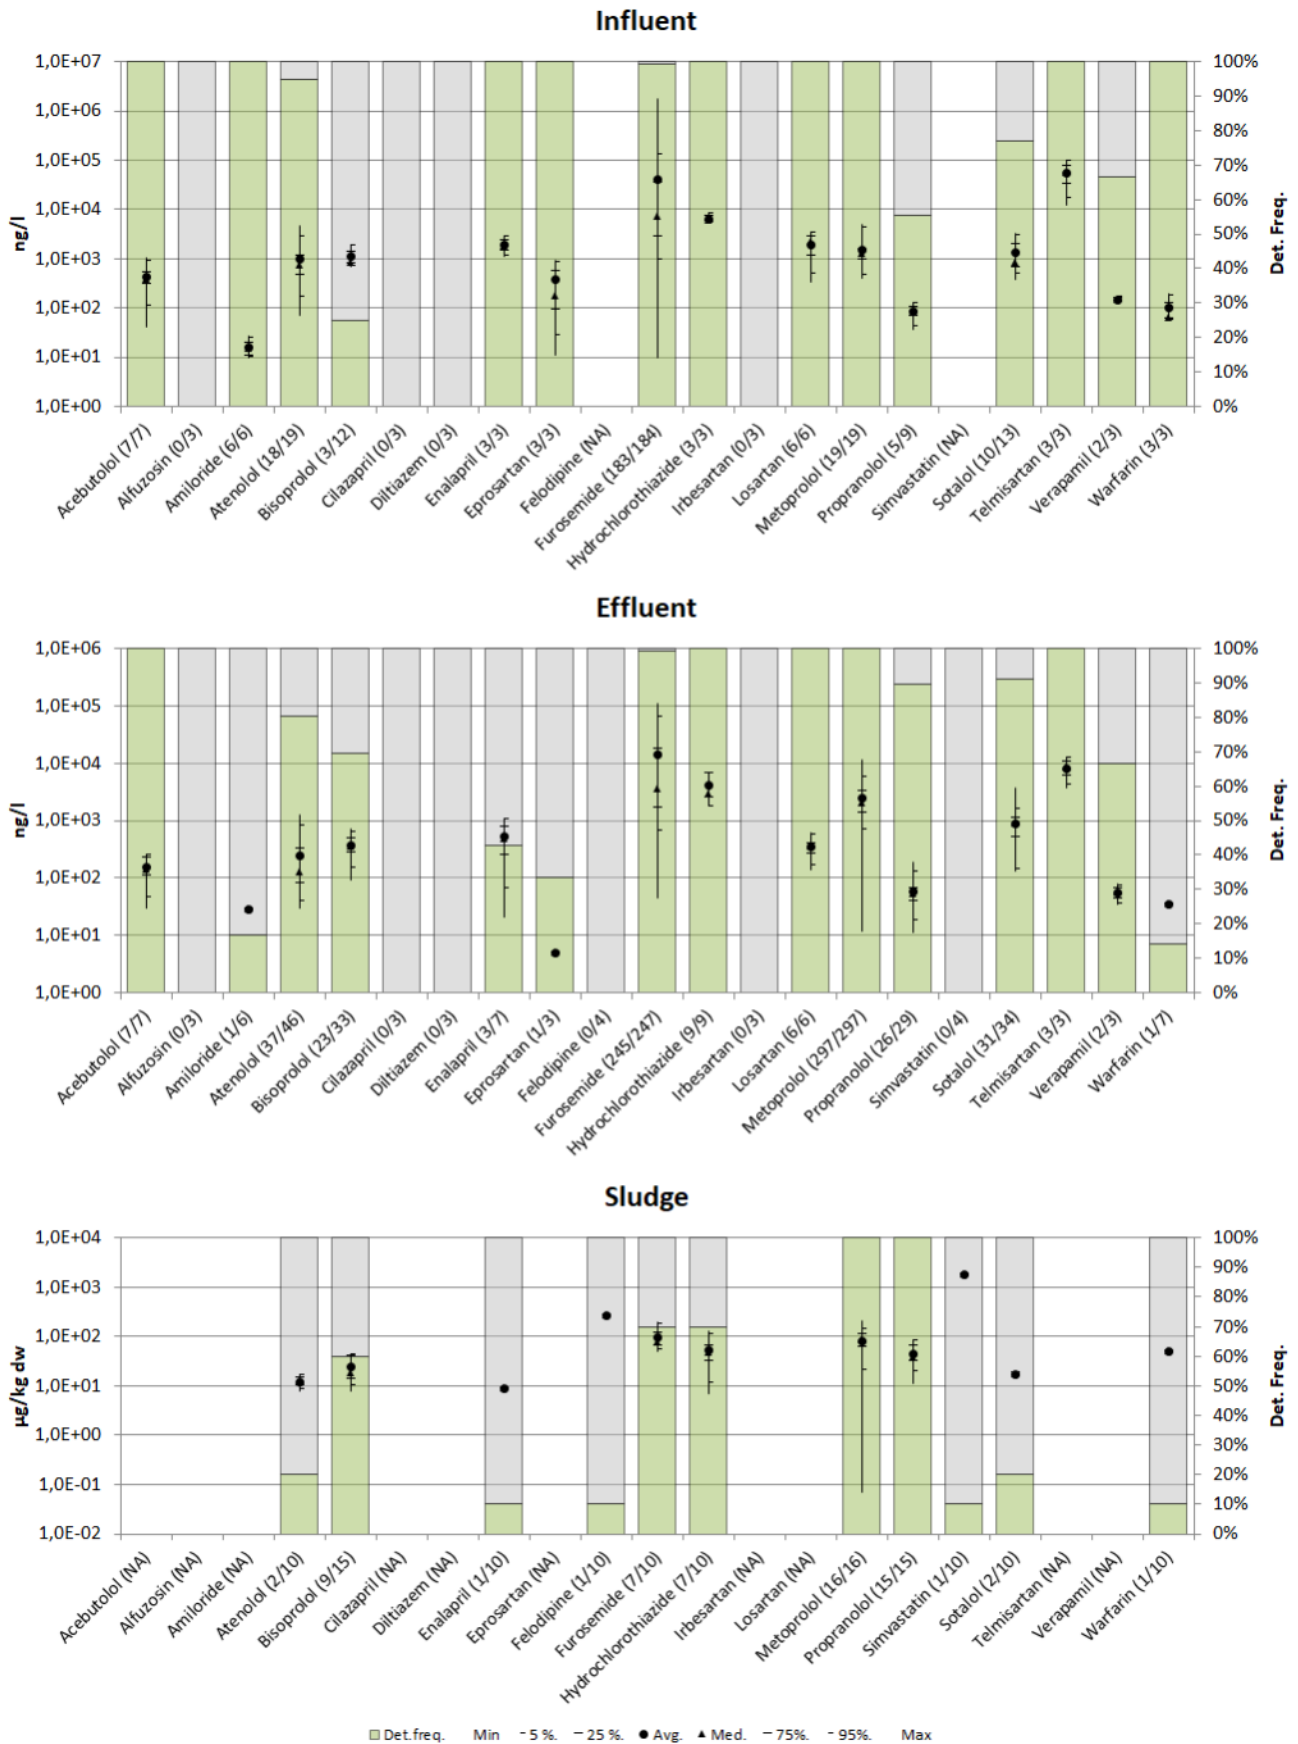 Influent
1,0E+07
1,0E+06
1,0E+05
1,0E+04
1,0E+03
1,0E+02
1,0E+01
1,0E+00
ng/l
100%
90%
80%
70%
60%
50%
40%
30%
20%
10%
0%
Det. Freq.
Acebutolol (7/7)
Alfuzosin (0/3)
Amiloride (6/6)
Atenolol (18/19)
Bisoprolol (3/12)
Cilazapril (0/3)
Diltiazem (0/3)
Enalapril (3/3)
Eprosartan (3/3)
Felodipine (NA)
Furosemide (183/184)
Hydrochlorothiazide (3/3)
Irbesartan (0/3)
Losartan (6/6)
Metoprolol (19/19)
Propranolol (5/9)
Simvastatin (NA)
Sotalol (10/13)
Telmisartan (3/3)
Verapamil (2/3)
Warfarin (3/3)
Effluent
1,0E+06
1,0E+05
1,0E+04
1,0E+03
1,0E+02
1,0E+01
1,0E+00
ng/l
100%
90%
80%
70%
60%
50%
40%
30%
20%
10%
0%
Det. Freq.
Acebutolol (7/7)
Alfuzosin (0/3)
Amiloride (1/6)
Atenolol (37/46)
Bisoprolol (23/33)
Cilazapril (0/3)
Diltiazem (0/3)
Enalapril (3/7)
Eprosartan (1/3)
Felodipine (0/4)
Furosemide (245/247)
Hydrochlorothiazide (9/9)
Irbesartan (0/3)
Losartan (6/6)
Metoprolol (297/297)
Propranolol (26/29)
Simvastatin (0/4)
Sotalol (31/34)
Telmisartan (3/3)
Verapamil (2/3)
Warfarin (1/7)
Sludge
1,0E+04
1,0E+03
1,0E+02
1,0E+01
1,0E+00
1,0E-01
1,0E-02
µg/kg dw
100%
90%
80%
70%
60%
50%
40%
30%
20%
10%
0%
Det. Freq.
Acebutolol (NA)
Alfuzosin (NA)
Amiloride (NA)
Atenolol (2/10)
Bisoprolol (9/15)
Cilazapril (NA)
Diltiazem (NA)
Enalapril (1/10)
Eprosartan (NA)
Felodipine (1/10)
Furosemide (7/10)
Hydrochlorothiazide (7/10)
Irbesartan (NA)
Losartan (NA)
Metoprolol (16/16)
Propranolol (15/15)
Simvastatin (1/10)
Sotalol (2/10)
Telmisartan (NA)
Verapamil (NA)
Warfarin (1/10)
Det.freq. Min 5 %. 25 %. Avg. Med. 75%. 95%. Max